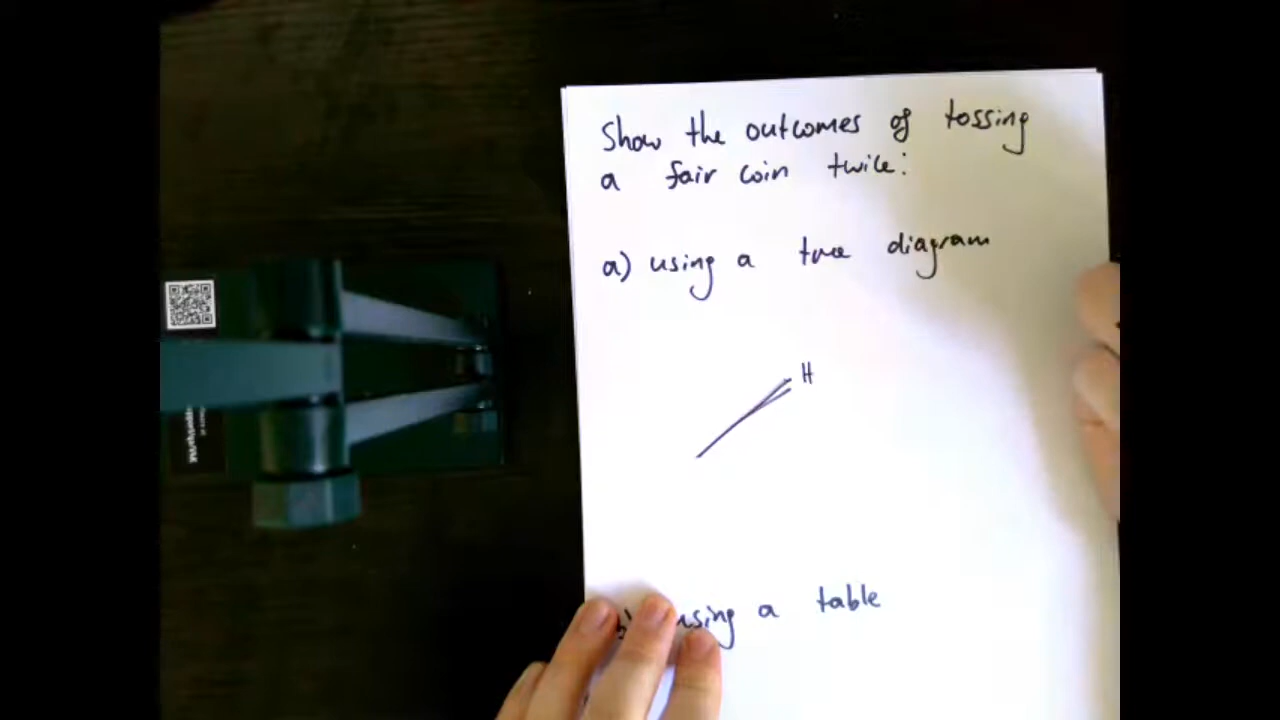 Show the outcomes of tossing
a fair coin twice:
a) using a tree diagram
H
using a table